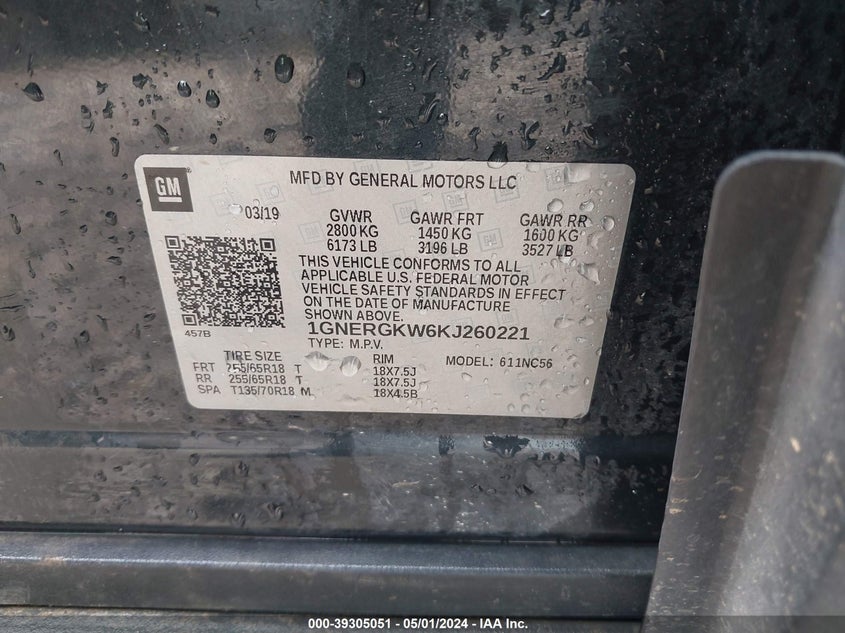 GM
MFD BY GENERAL MOTORS LLC
03/19 GVWR GAWR FRT GAWR RR
2800 KG 1450 KG 1600 KG
6173 LB 3196 LB 3527 LB
THIS VEHICLE CONFORMS TO ALL
APPLICABLE U.S. FEDERAL MOTOR
VEHICLE SAFETY STANDARDS IN EFFECT
ON THE DATE OF MANUFACTURE
SHOWN ABOVE.
457B
1GNERGKW6KJ260221
TYPE: M.P.V. MODEL: 611NC56
TIRE SIZE RIM
FRT 255/65R18 T 18X7.5J
RR 255/65R18 T 18X7.5J
SPA T135/70R18 M 18X4.5B
000-39305051 - 05/01/2024 - IAA Inc.